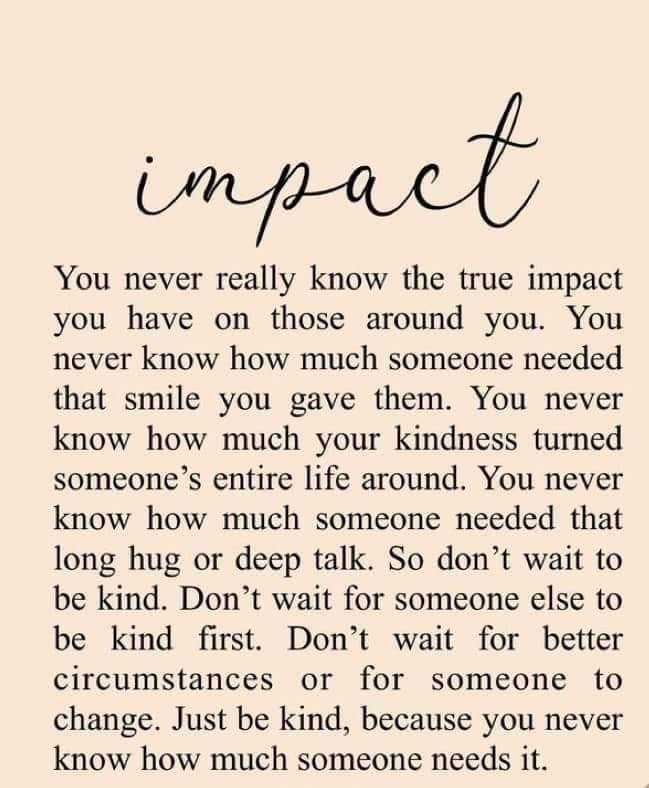 impact
You never really know the true impact
you have on those around you. You
never know how much someone needed
that smile you gave them. You never
know how much your kindness turned
someone’s entire life around. You never
know how much someone needed that
long hug or deep talk. So don’t wait to
be kind. Don’t wait for someone else to
be kind first. Don’t wait for better
circumstances or for someone to
change. Just be kind, because you never
know how much someone needs it.